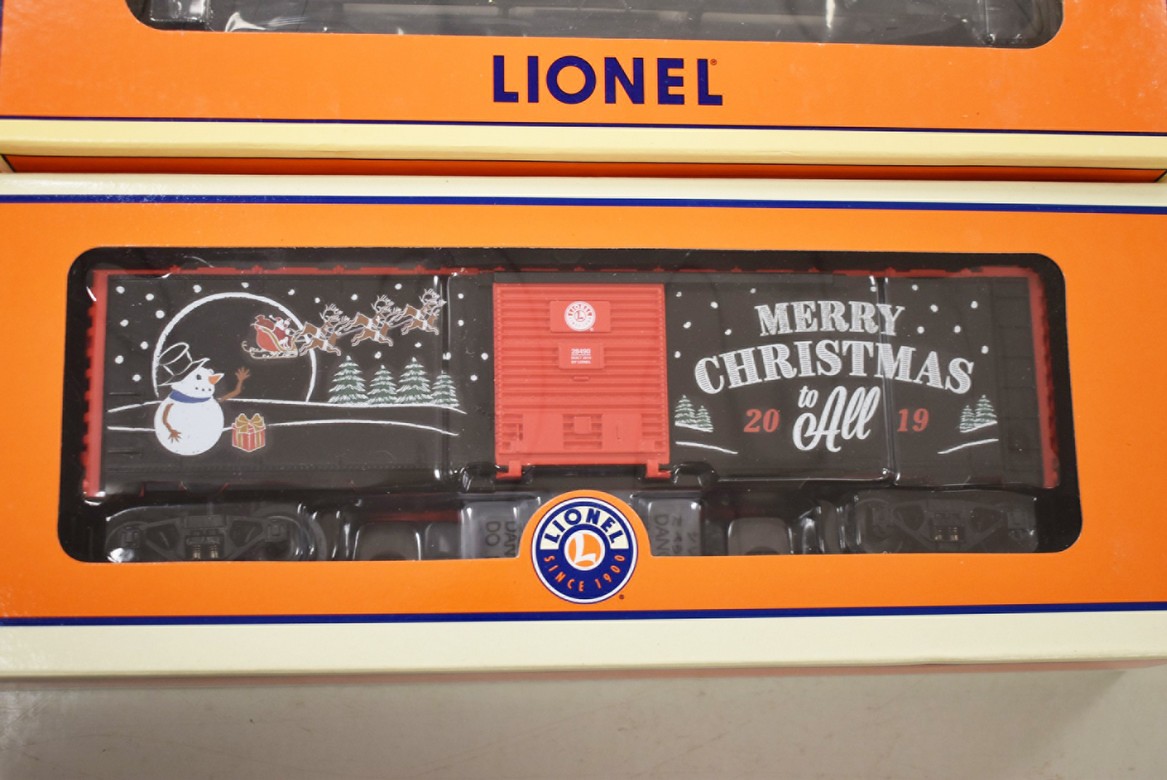 LIONEL
MERRY
CHRISTMAS
to
20 All 19
LIONEL
L
SINCE 1900